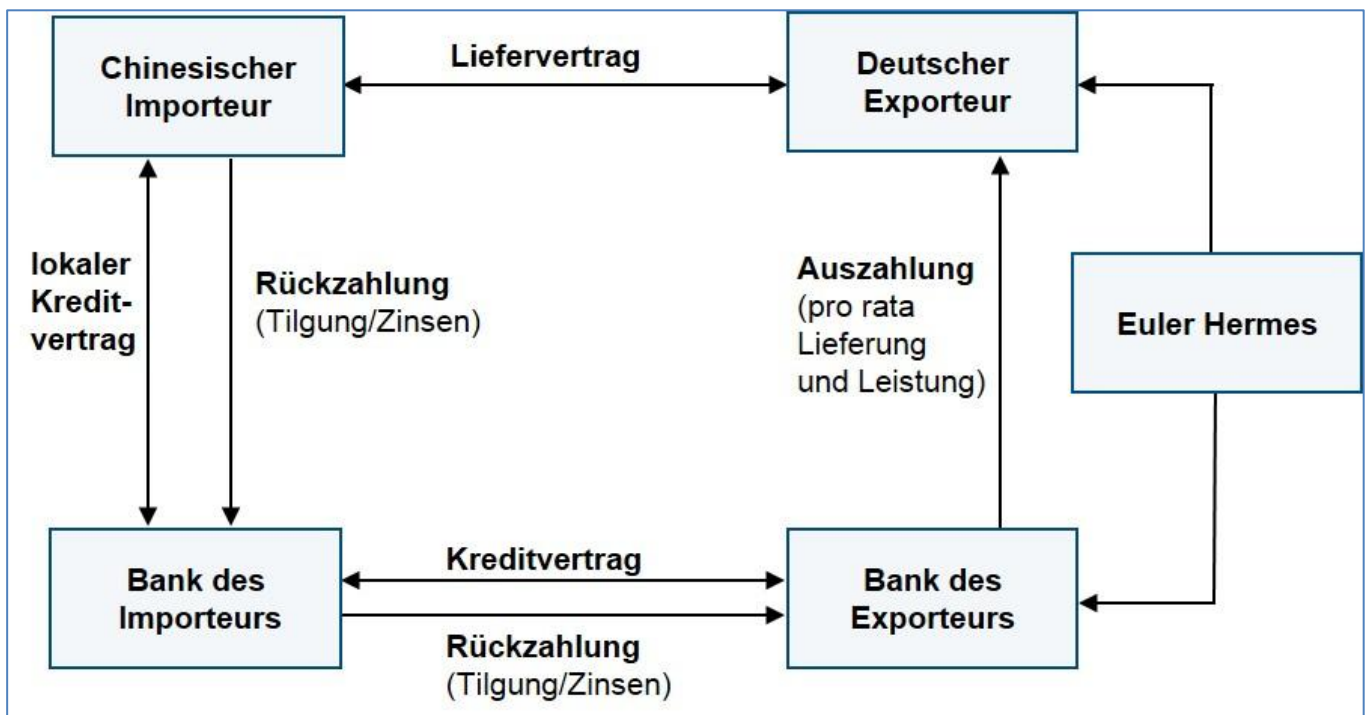 Chinesischer
Importeur
Liefervertrag
Deutscher
Exporteur
lokaler
Kredit-
vertrag
Rückzahlung
(Tilgung/Zinsen)
Auszahlung
(pro rata
Lieferung
und Leistung)
Euler Hermes
Bank des
Importeurs
Kreditvertrag
Rückzahlung
(Tilgung/Zinsen)
Bank des
Exporteurs